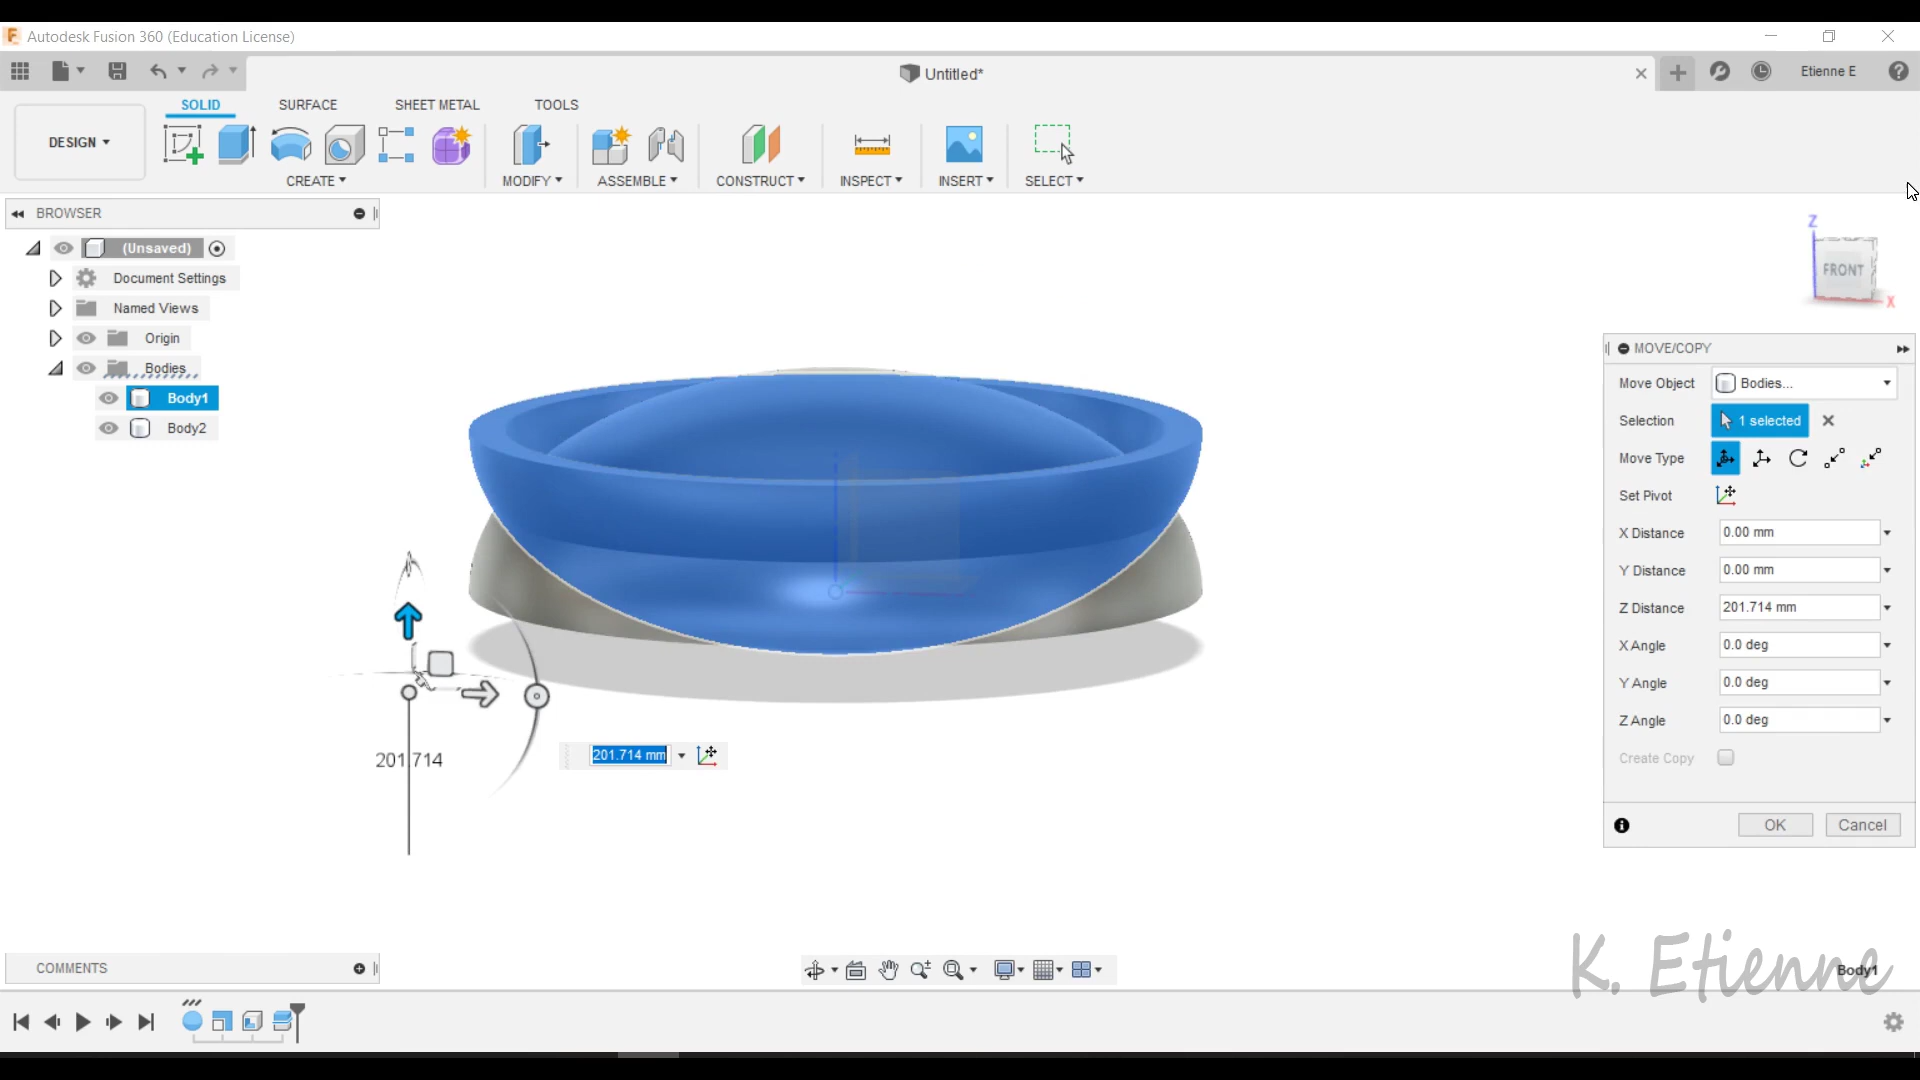 Autodesk Fusion 360 (Education License)
Untitled*
Etienne E
SOLID SURFACE SHEET METAL TOOLS
DESIGN
CREATE MODIFY ASSEMBLE CONSTRUCT INSPECT INSERT SELECT
BROWSER
(Unsaved)
Document Settings
Named Views
Origin
Bodies
Body1
Body2
Z
FRONT
X
MOVE/COPY
Move Object Bodies...
Selection 1 selected
Move Type
Set Pivot
X Distance 0.00 mm
Y Distance 0.00 mm
Z Distance 201.714 mm
X Angle 0.0 deg
Y Angle 0.0 deg
Z Angle 0.0 deg
Create Copy
OK Cancel
201.714
201.714 mm
COMMENTS
K. Etienne
Body1